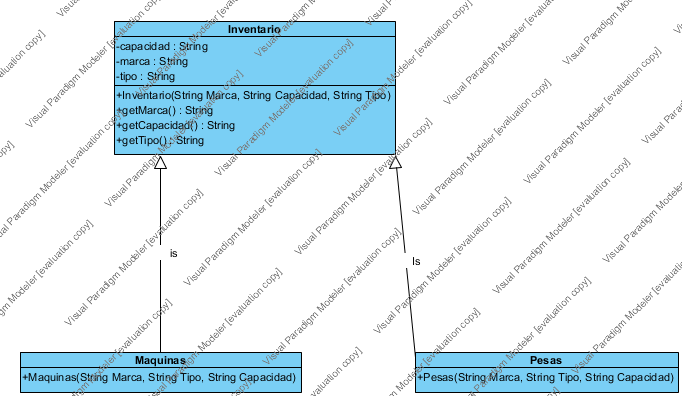 Inventario
-capacidad : String
-marca : String
-tipo : String
+Inventario(String Marca, String Capacidad, String Tipo)
+getMarca() : String
+getCapacidad() : String
+getTipo() : String
is
Is
Maquinas
+Maquinas(String Marca, String Tipo, String Capacidad)
Pesas
+Pesas(String Marca, String Tipo, String Capacidad)
Visual Paradigm Modeler [evaluation copy]